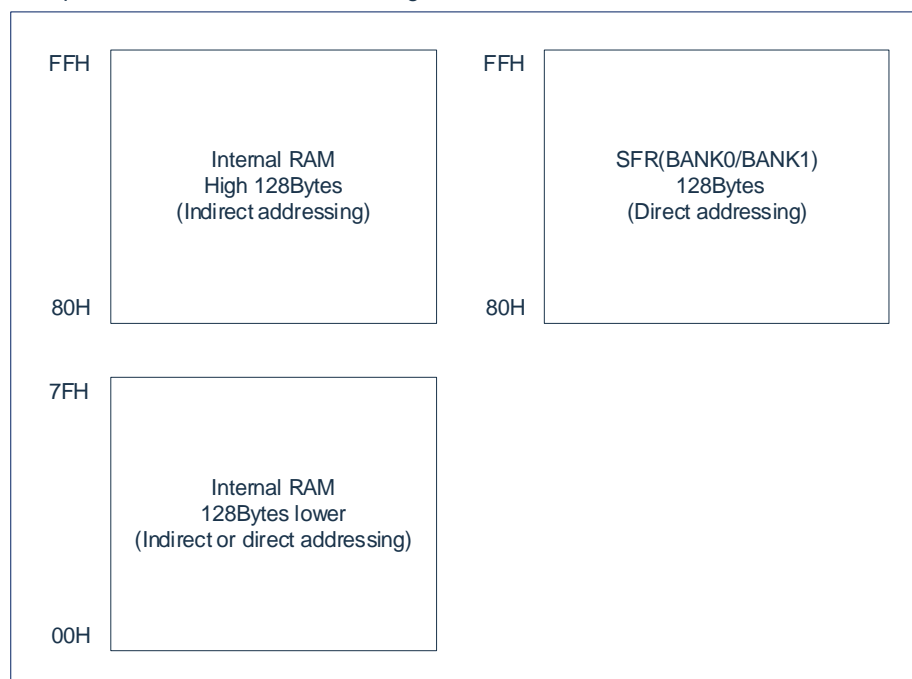 FFH
Internal RAM
High 128Bytes
(Indirect addressing)
80H
FFH
SFR(BANK0/BANK1)
128Bytes
(Direct addressing)
80H
7FH
Internal RAM
128Bytes lower
(Indirect or direct addressing)
00H